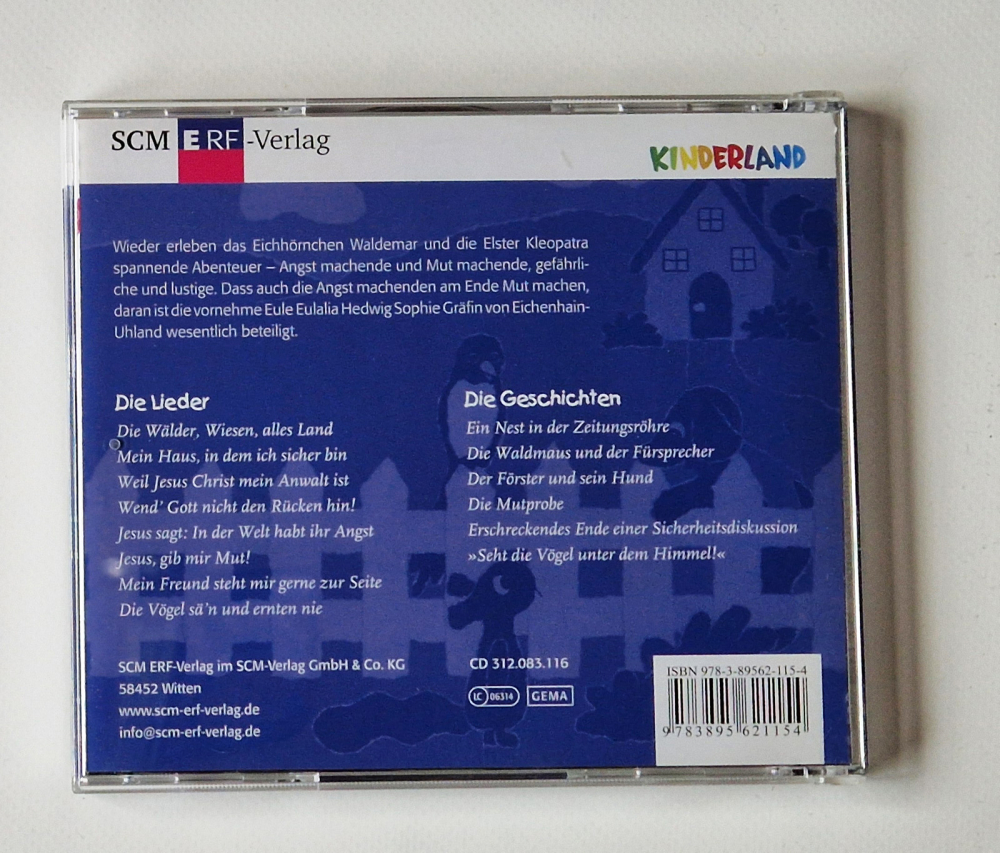 SCM ERF-Verlag
KINDERLAND
Wieder erleben das Eichhörnchen Waldemar und die Elster Kleopatra
spannende Abenteuer – Angst machende und Mut machende, gefährli-
che und lustige. Dass auch die Angst machenden am Ende Mut machen,
daran ist die vornehme Eule Eulalia Hedwig Sophie Gräfin von Eichenhain-
Uhland wesentlich beteiligt.
Die Lieder
Die Wälder, Wiesen, alles Land
Mein Haus, in dem ich sicher bin
Weil Jesus Christ mein Anwalt ist
Wend' Gott nicht den Rücken hin!
Jesus sagt: In der Welt habt ihr Angst
Jesus, gib mir Mut!
Mein Freund steht mir gerne zur Seite
Die Vögel sä'n und ernten nie
Die Geschichten
Ein Nest in der Zeitungsröhre
Die Waldmaus und der Fürsprecher
Der Förster und sein Hund
Die Mutprobe
Erschreckendes Ende einer Sicherheitsdiskussion
»Seht die Vögel unter dem Himmel!«
SCM ERF-Verlag im SCM-Verlag GmbH & Co. KG
58452 Witten
www.scm-erf-verlag.de
info@scm-erf-verlag.de
CD 312.083.116
LC 06314 GEMA
ISBN 978-3-89562-115-4
9 783895 621154